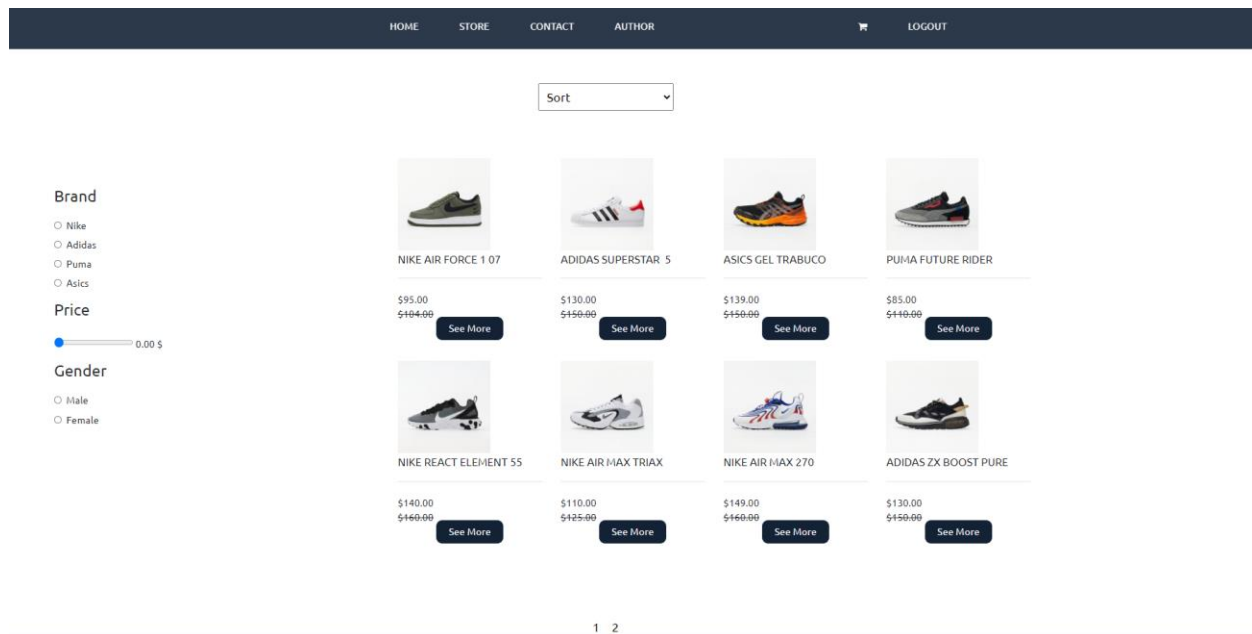 HOME STORE CONTACT AUTHOR LOGOUT
Sort
Brand
Nike
Adidas
Puma
Asics
Price
0.00 $
Gender
Male
Female
NIKE AIR FORCE 1 07 ADIDAS SUPERSTAR 5 ASICS GEL TRABUCO PUMA FUTURE RIDER
$95.00 $130.00 $139.00 $85.00
$104.00 $150.00 $150.00 $110.00
See More See More See More See More
NIKE REACT ELEMENT 55 NIKE AIR MAX TRIAX NIKE AIR MAX 270 ADIDAS ZX BOOST PURE
$140.00 $110.00 $149.00 $130.00
$160.00 $125.00 $160.00 $150.00
See More See More See More See More
1 2